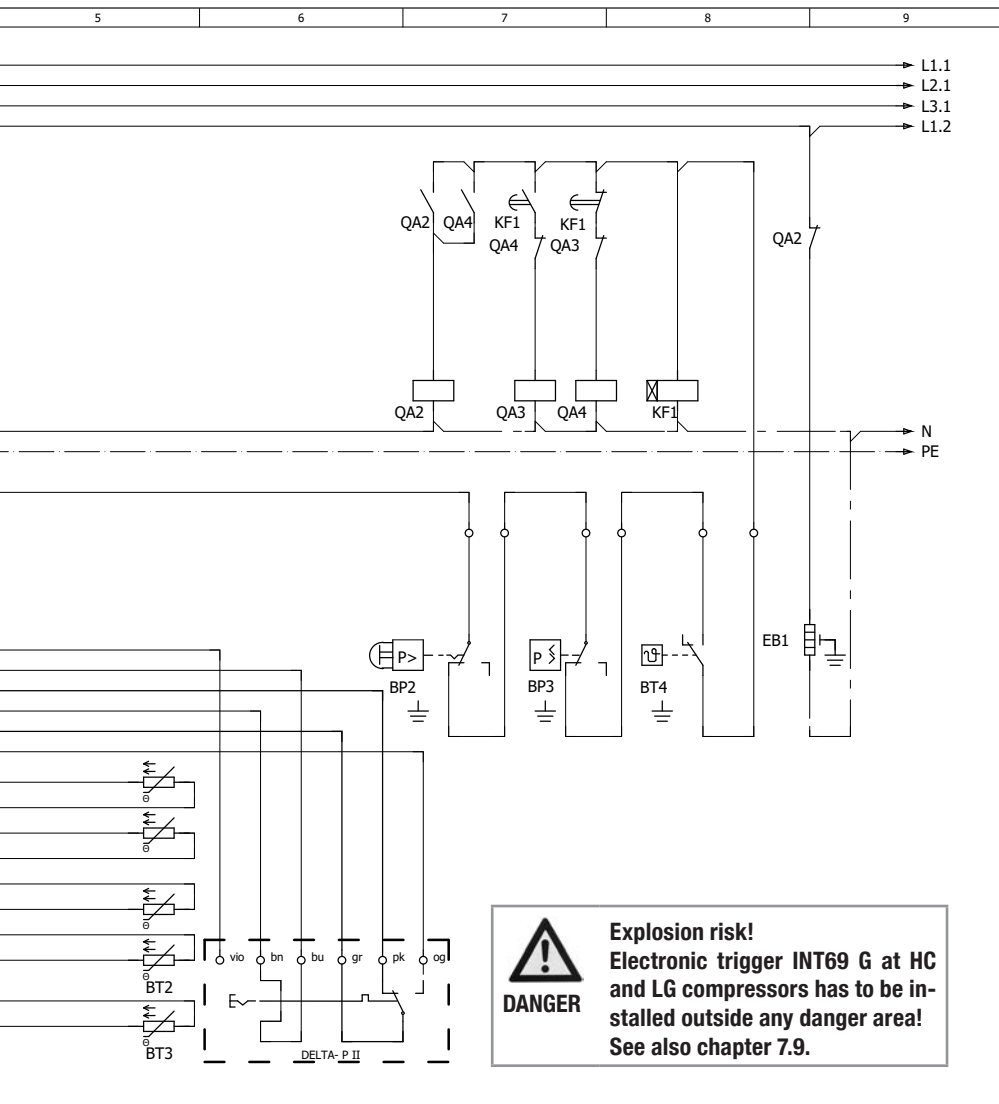 5 6 7 8 9
L1.1
L2.1
L3.1
L1.2
QA2 QA4 KF1 KF1
QA4 QA3 QA2
QA2 QA3 QA4 KF1
N
PE
P> P ϑ EB1
BP2 BP3 BT4
Θ
Θ
Θ
Θ
BT2
Θ
BT3
vio bn bu gr pk og
DELTA- P II
DANGER
Explosion risk!
Electronic trigger INT69 G at HC
and LG compressors has to be in-
stalled outside any danger area!
See also chapter 7.9.